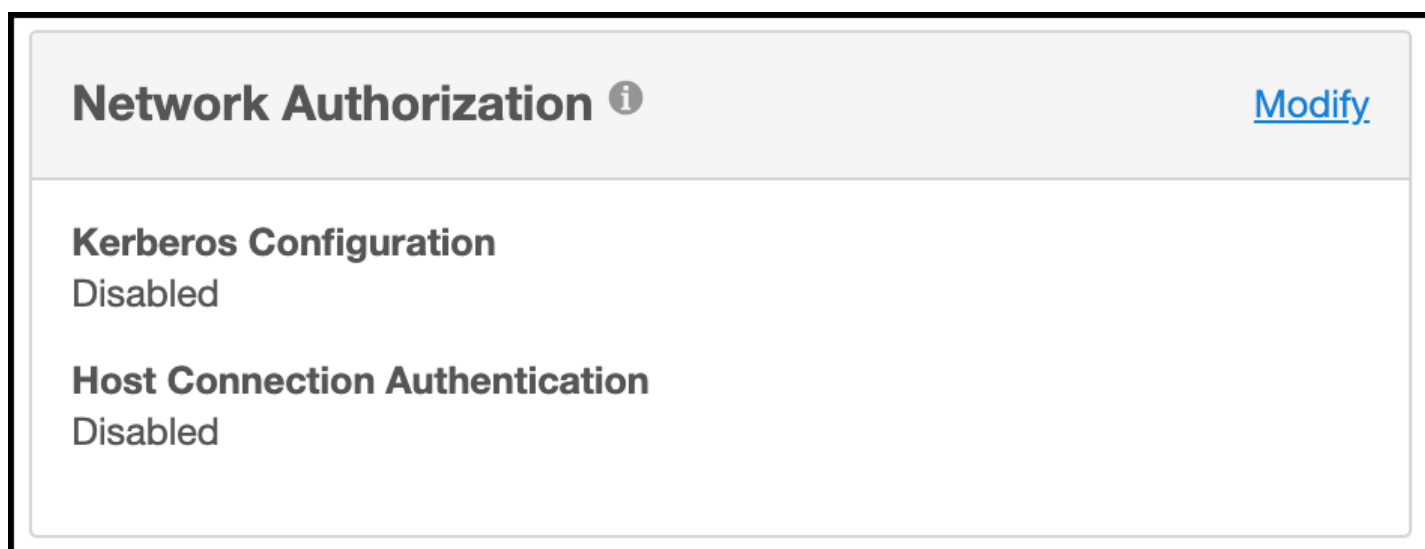 Network Authorization
Modify
Kerberos Configuration
Disabled
Host Connection Authentication
Disabled